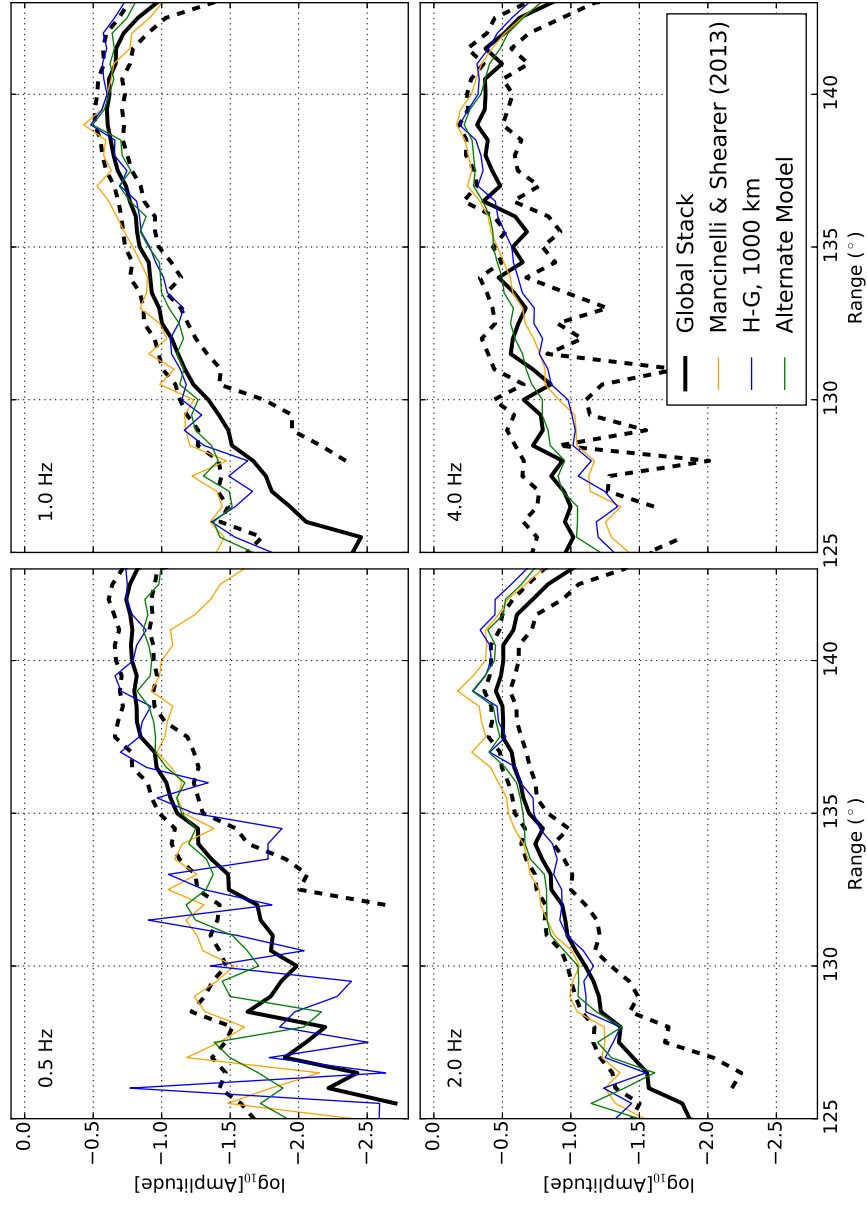 0.5 Hz
1.0 Hz
2.0 Hz
4.0 Hz
0.0
−0.5
−1.0
−1.5
−2.0
−2.5
log₁₀[Amplitude]
0.0
−0.5
−1.0
−1.5
−2.0
−2.5
log₁₀[Amplitude]
125
130
135
140
Range (°)
125
130
135
140
Range (°)
Global Stack
Mancinelli & Shearer (2013)
H-G, 1000 km
Alternate Model